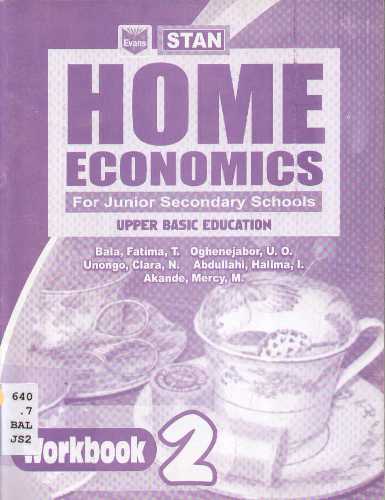 Evans
STAN
HOME
ECONOMICS
For Junior Secondary Schools
UPPER BASIC EDUCATION
Bala, Fatima, T. Oghenejabor, U. O.
Unongo, Clara, N. Abdullahi, Halima, I.
Akande, Mercy, M.
640
.7
BAL
JS2
Workbook 2